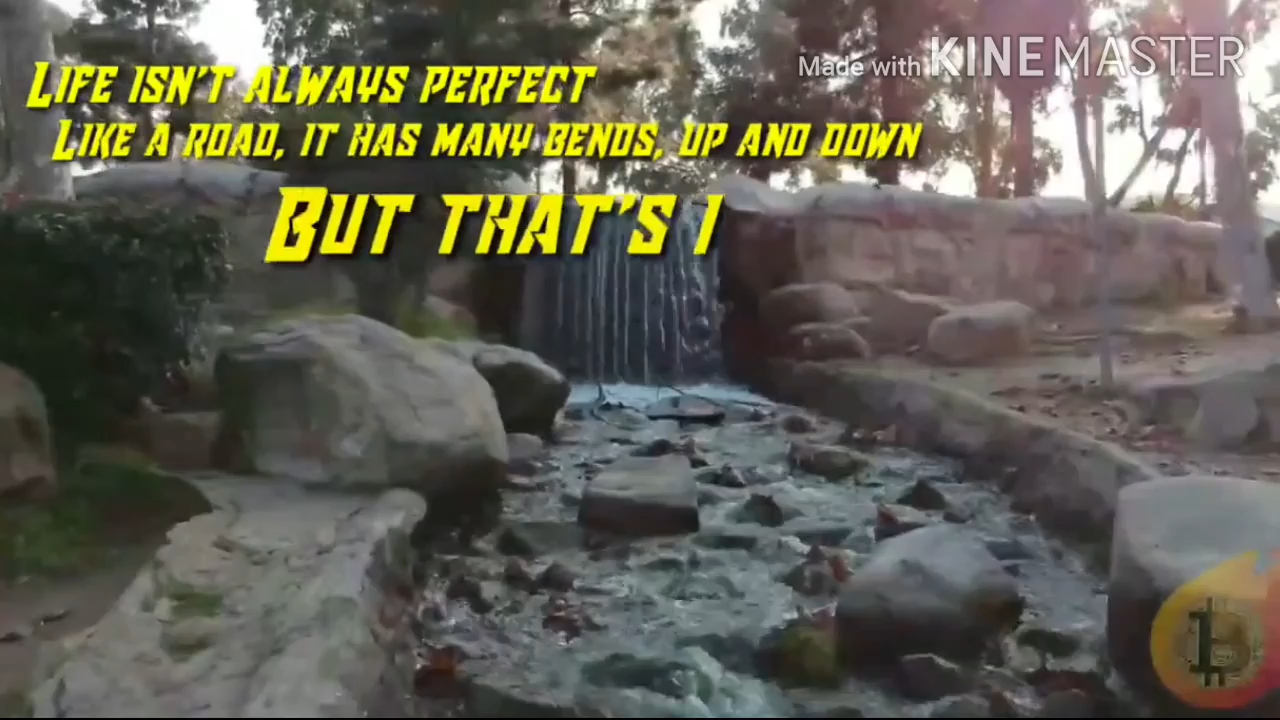 Made with KINEMASTER
LIFE ISN'T ALWAYS PERFECT
LIKE A ROAD, IT HAS MANY BENDS, UP AND DOWN
BUT THAT'S I